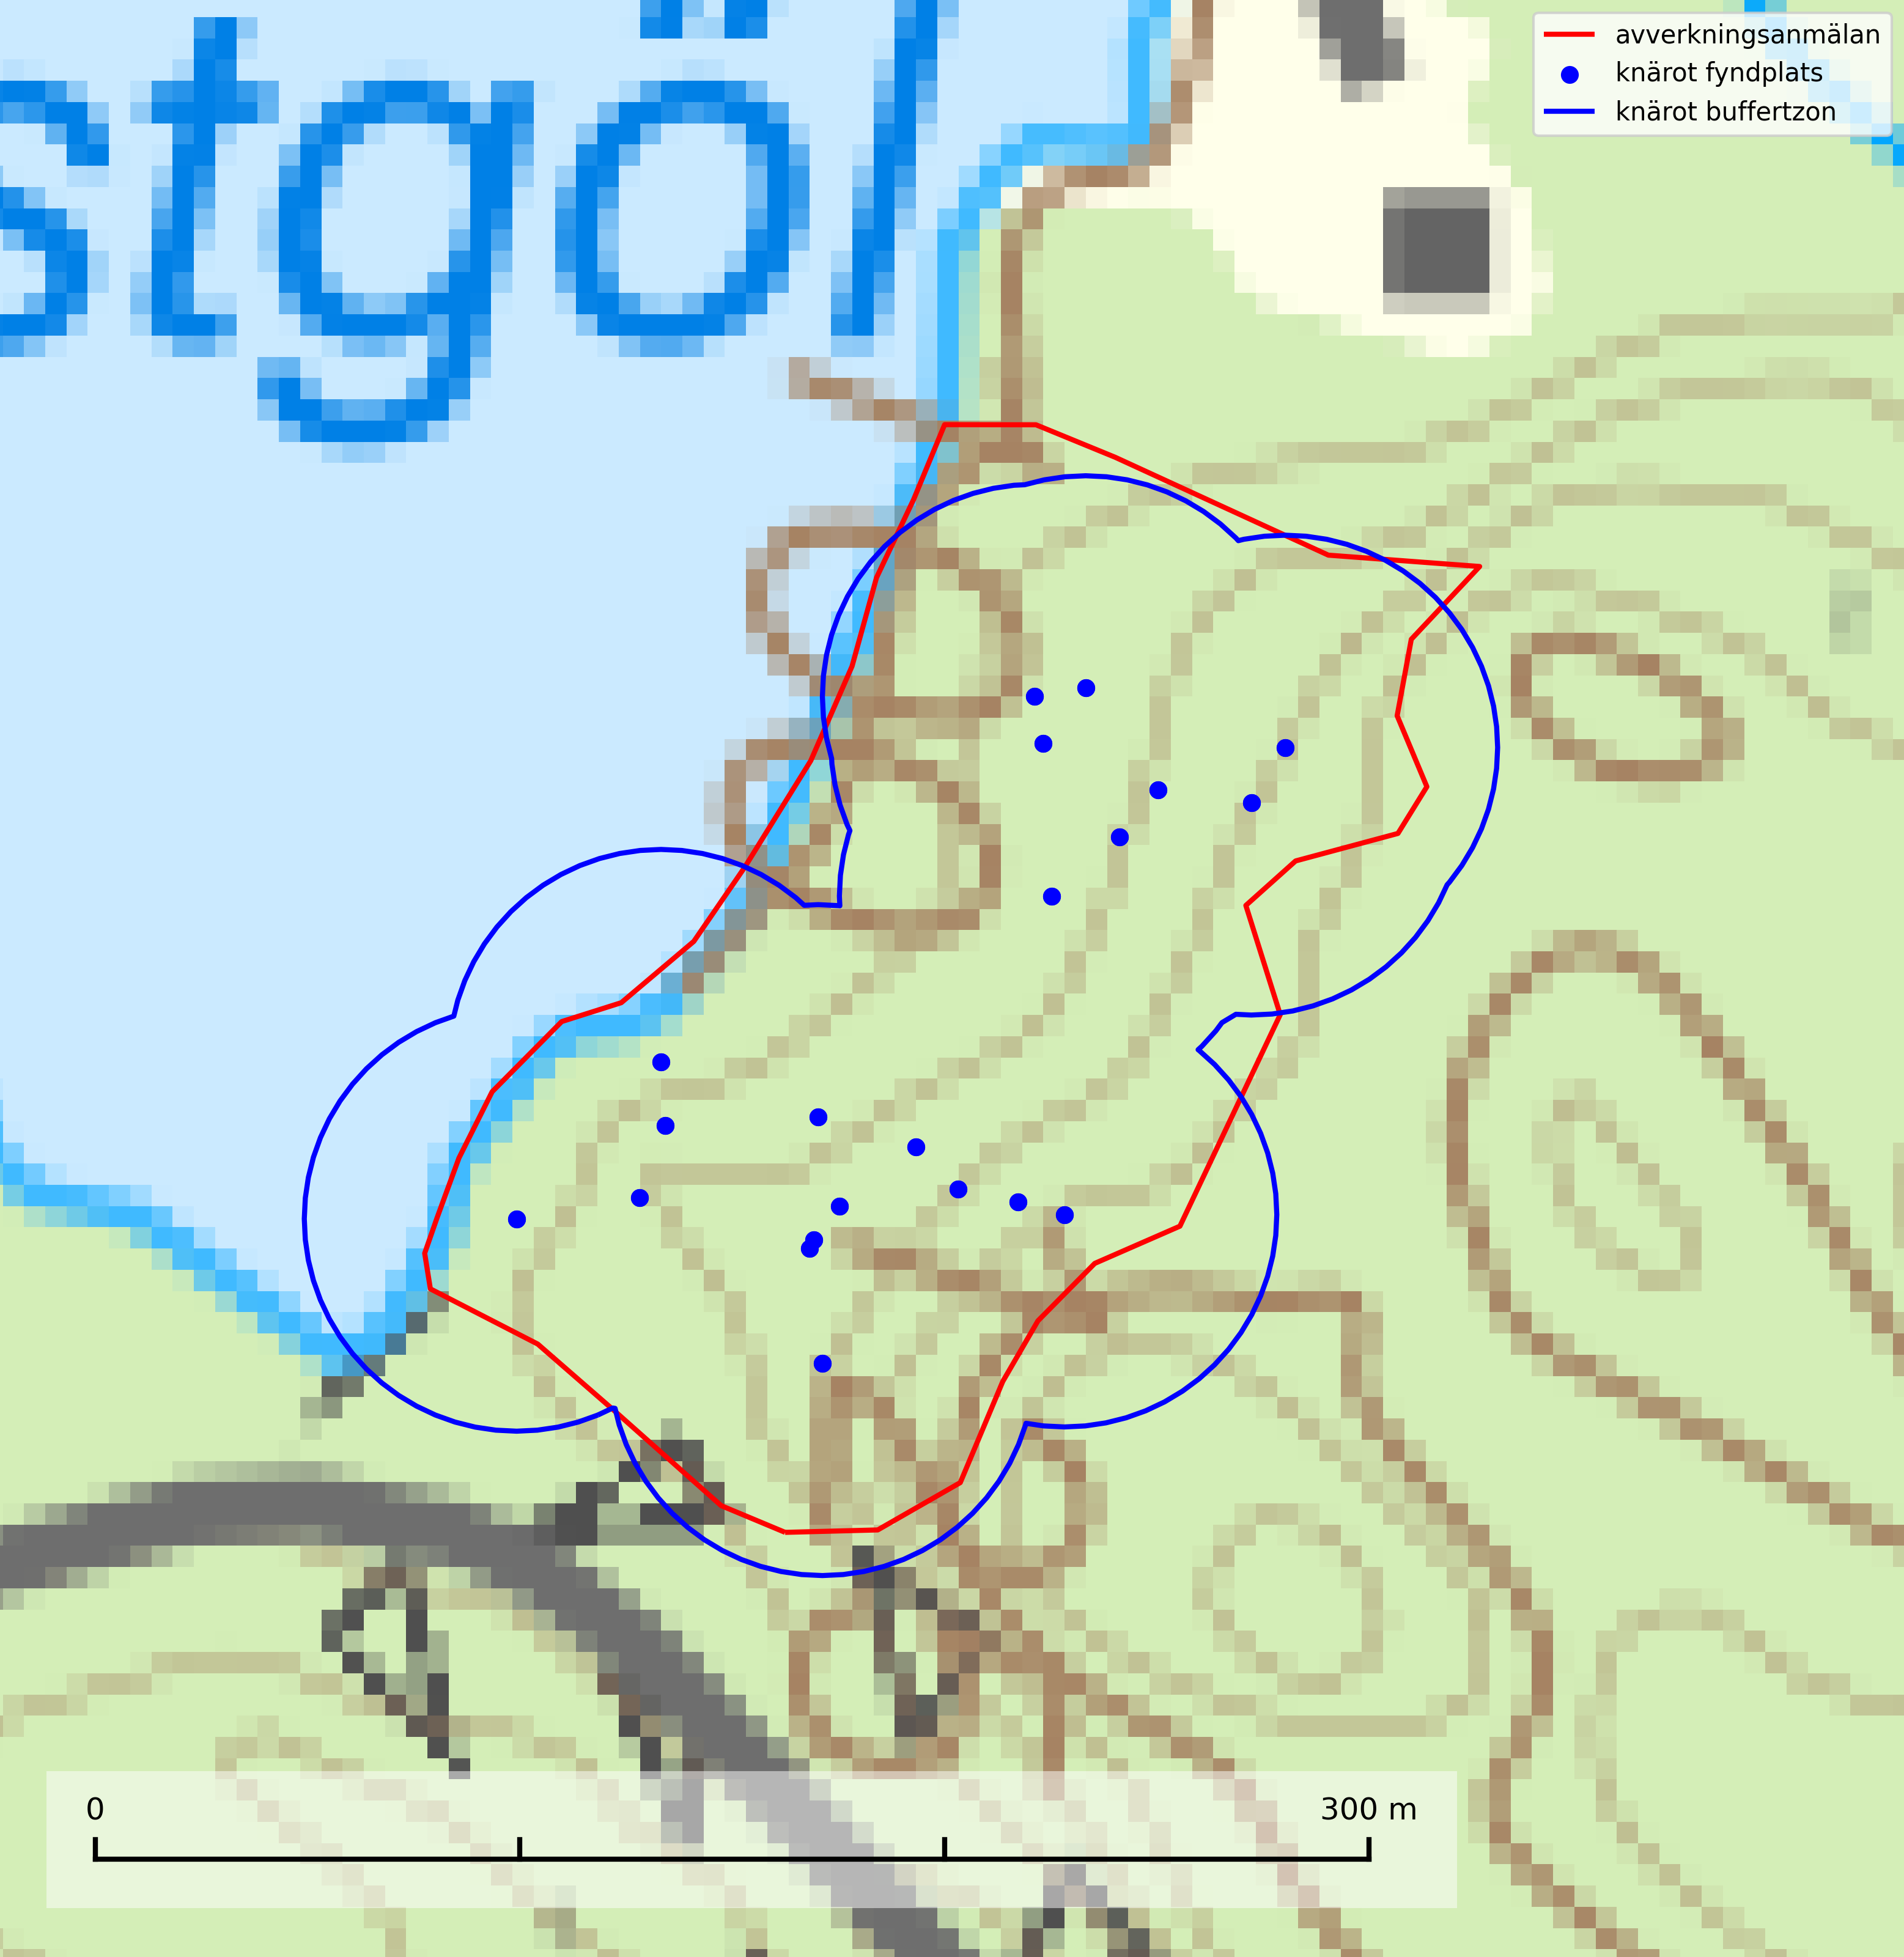 stgöl
avverkningsanmälan
knärot fyndplats
knärot buffertzon
0 300 m